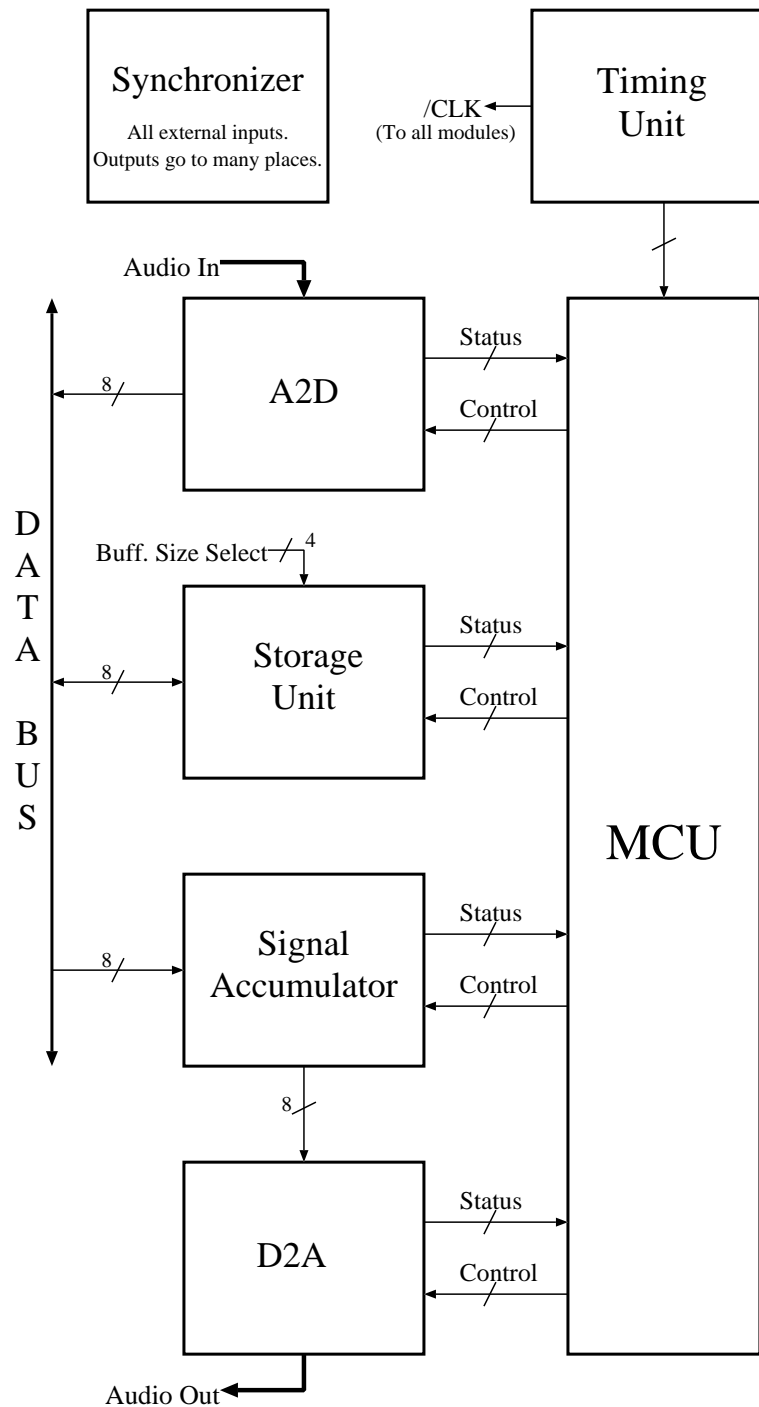 Synchronizer
All external inputs.
Outputs go to many places.
Timing
Unit
/CLK
(To all modules)
Audio In
A2D
8
Status
Control
DATA BUS
Buff. Size Select
4
Storage
Unit
8
Status
Control
MCU
Signal
Accumulator
8
Status
Control
8
D2A
Status
Control
Audio Out